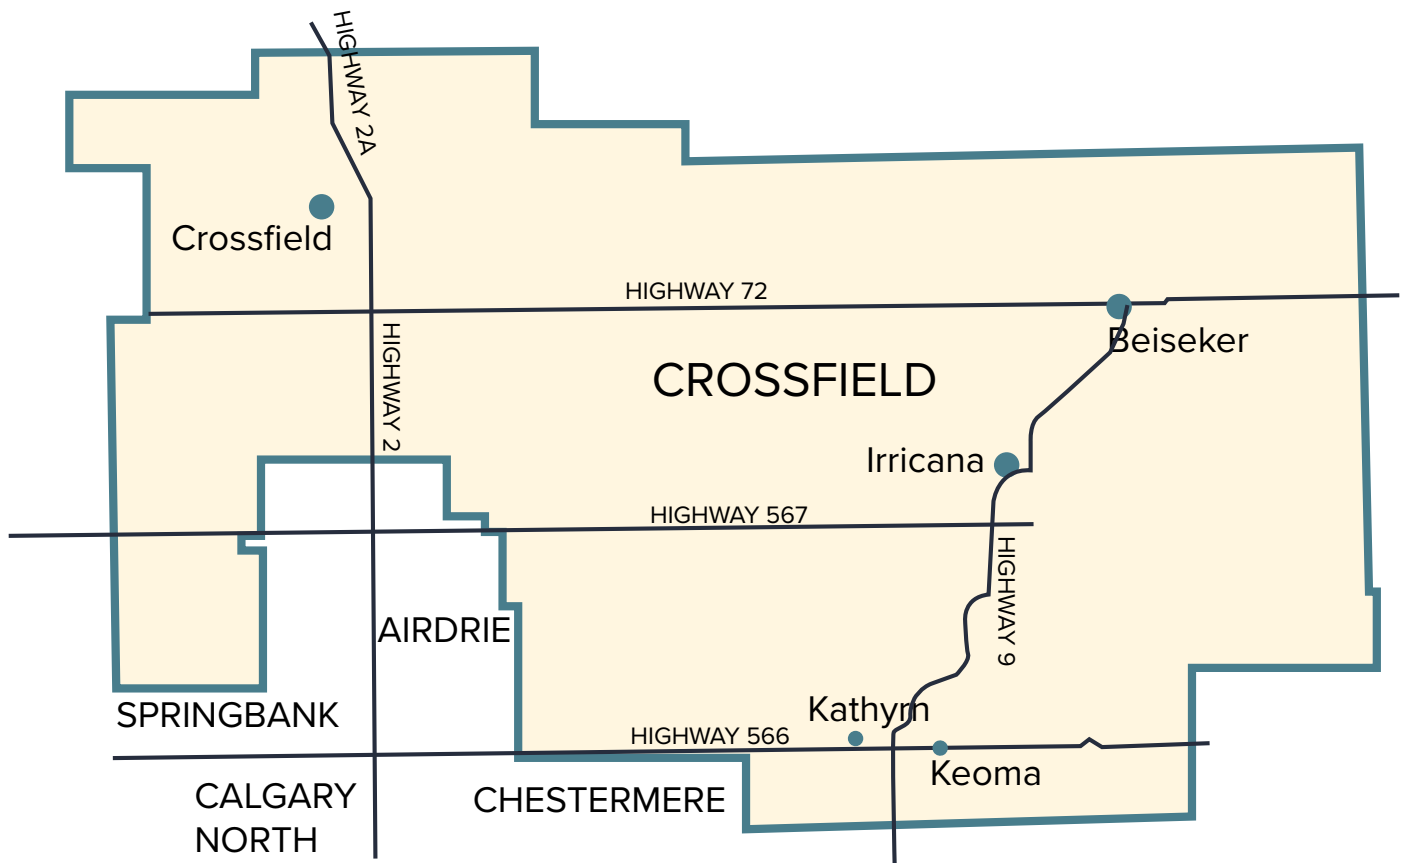 HIGHWAY 2A
Crossfield
HIGHWAY 72
Beiseker
HIGHWAY 2
CROSSFIELD
Irricana
HIGHWAY 567
HIGHWAY 9
AIRDRIE
SPRINGBANK
Kathyrn
HIGHWAY 566
Keoma
CALGARY
NORTH
CHESTERMERE